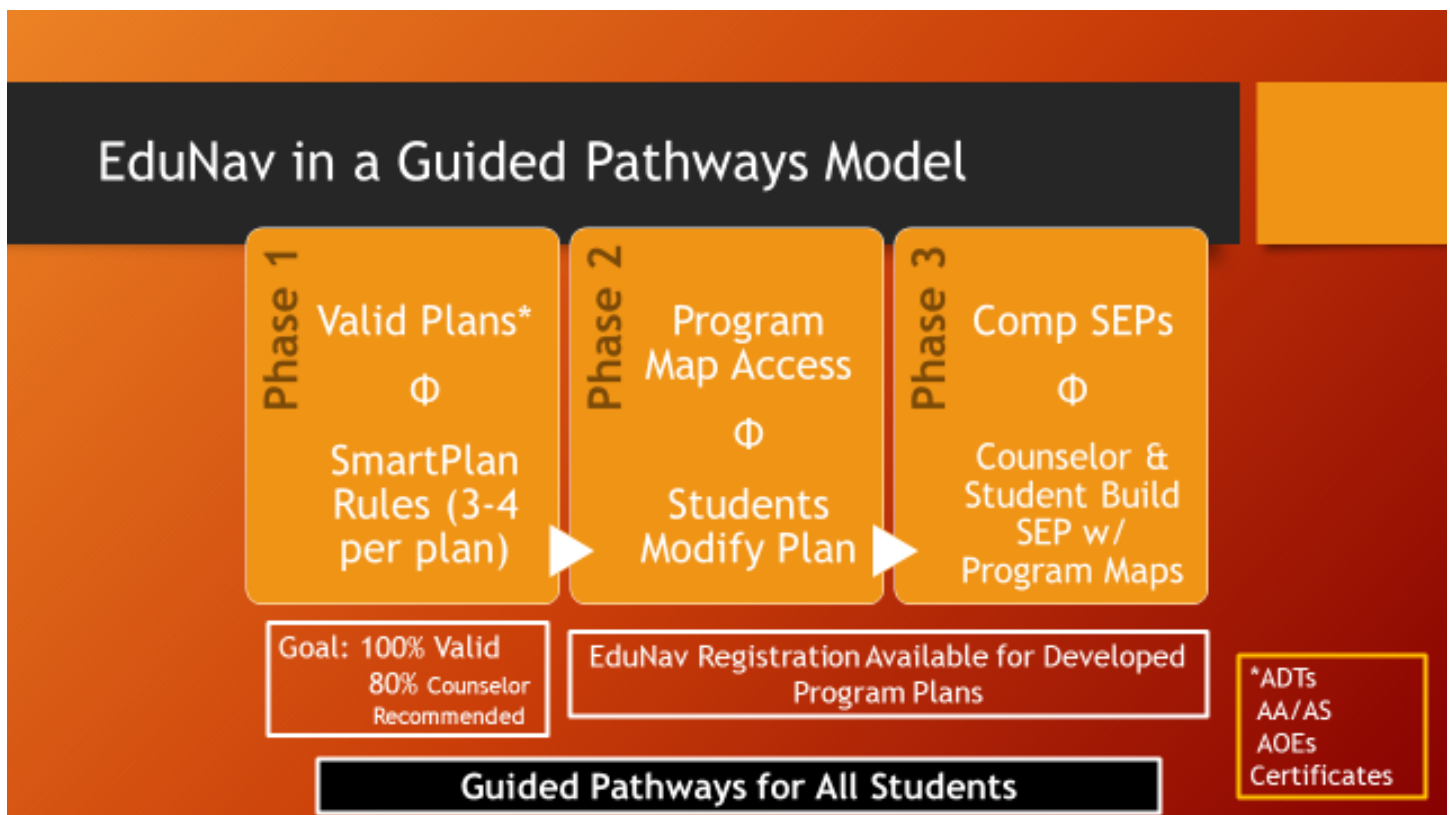 EduNav in a Guided Pathways Model
Phase 1
Valid Plans*
Φ
SmartPlan
Rules (3-4
per plan)
Phase 2
Program
Map Access
Φ
Students
Modify Plan
Phase 3
Comp SEPs
Φ
Counselor &
Student Build
SEP w/
Program Maps
Goal: 100% Valid
80% Counselor
Recommended
EduNav Registration Available for Developed
Program Plans
*ADTs
AA/AS
AOEs
Certificates
Guided Pathways for All Students